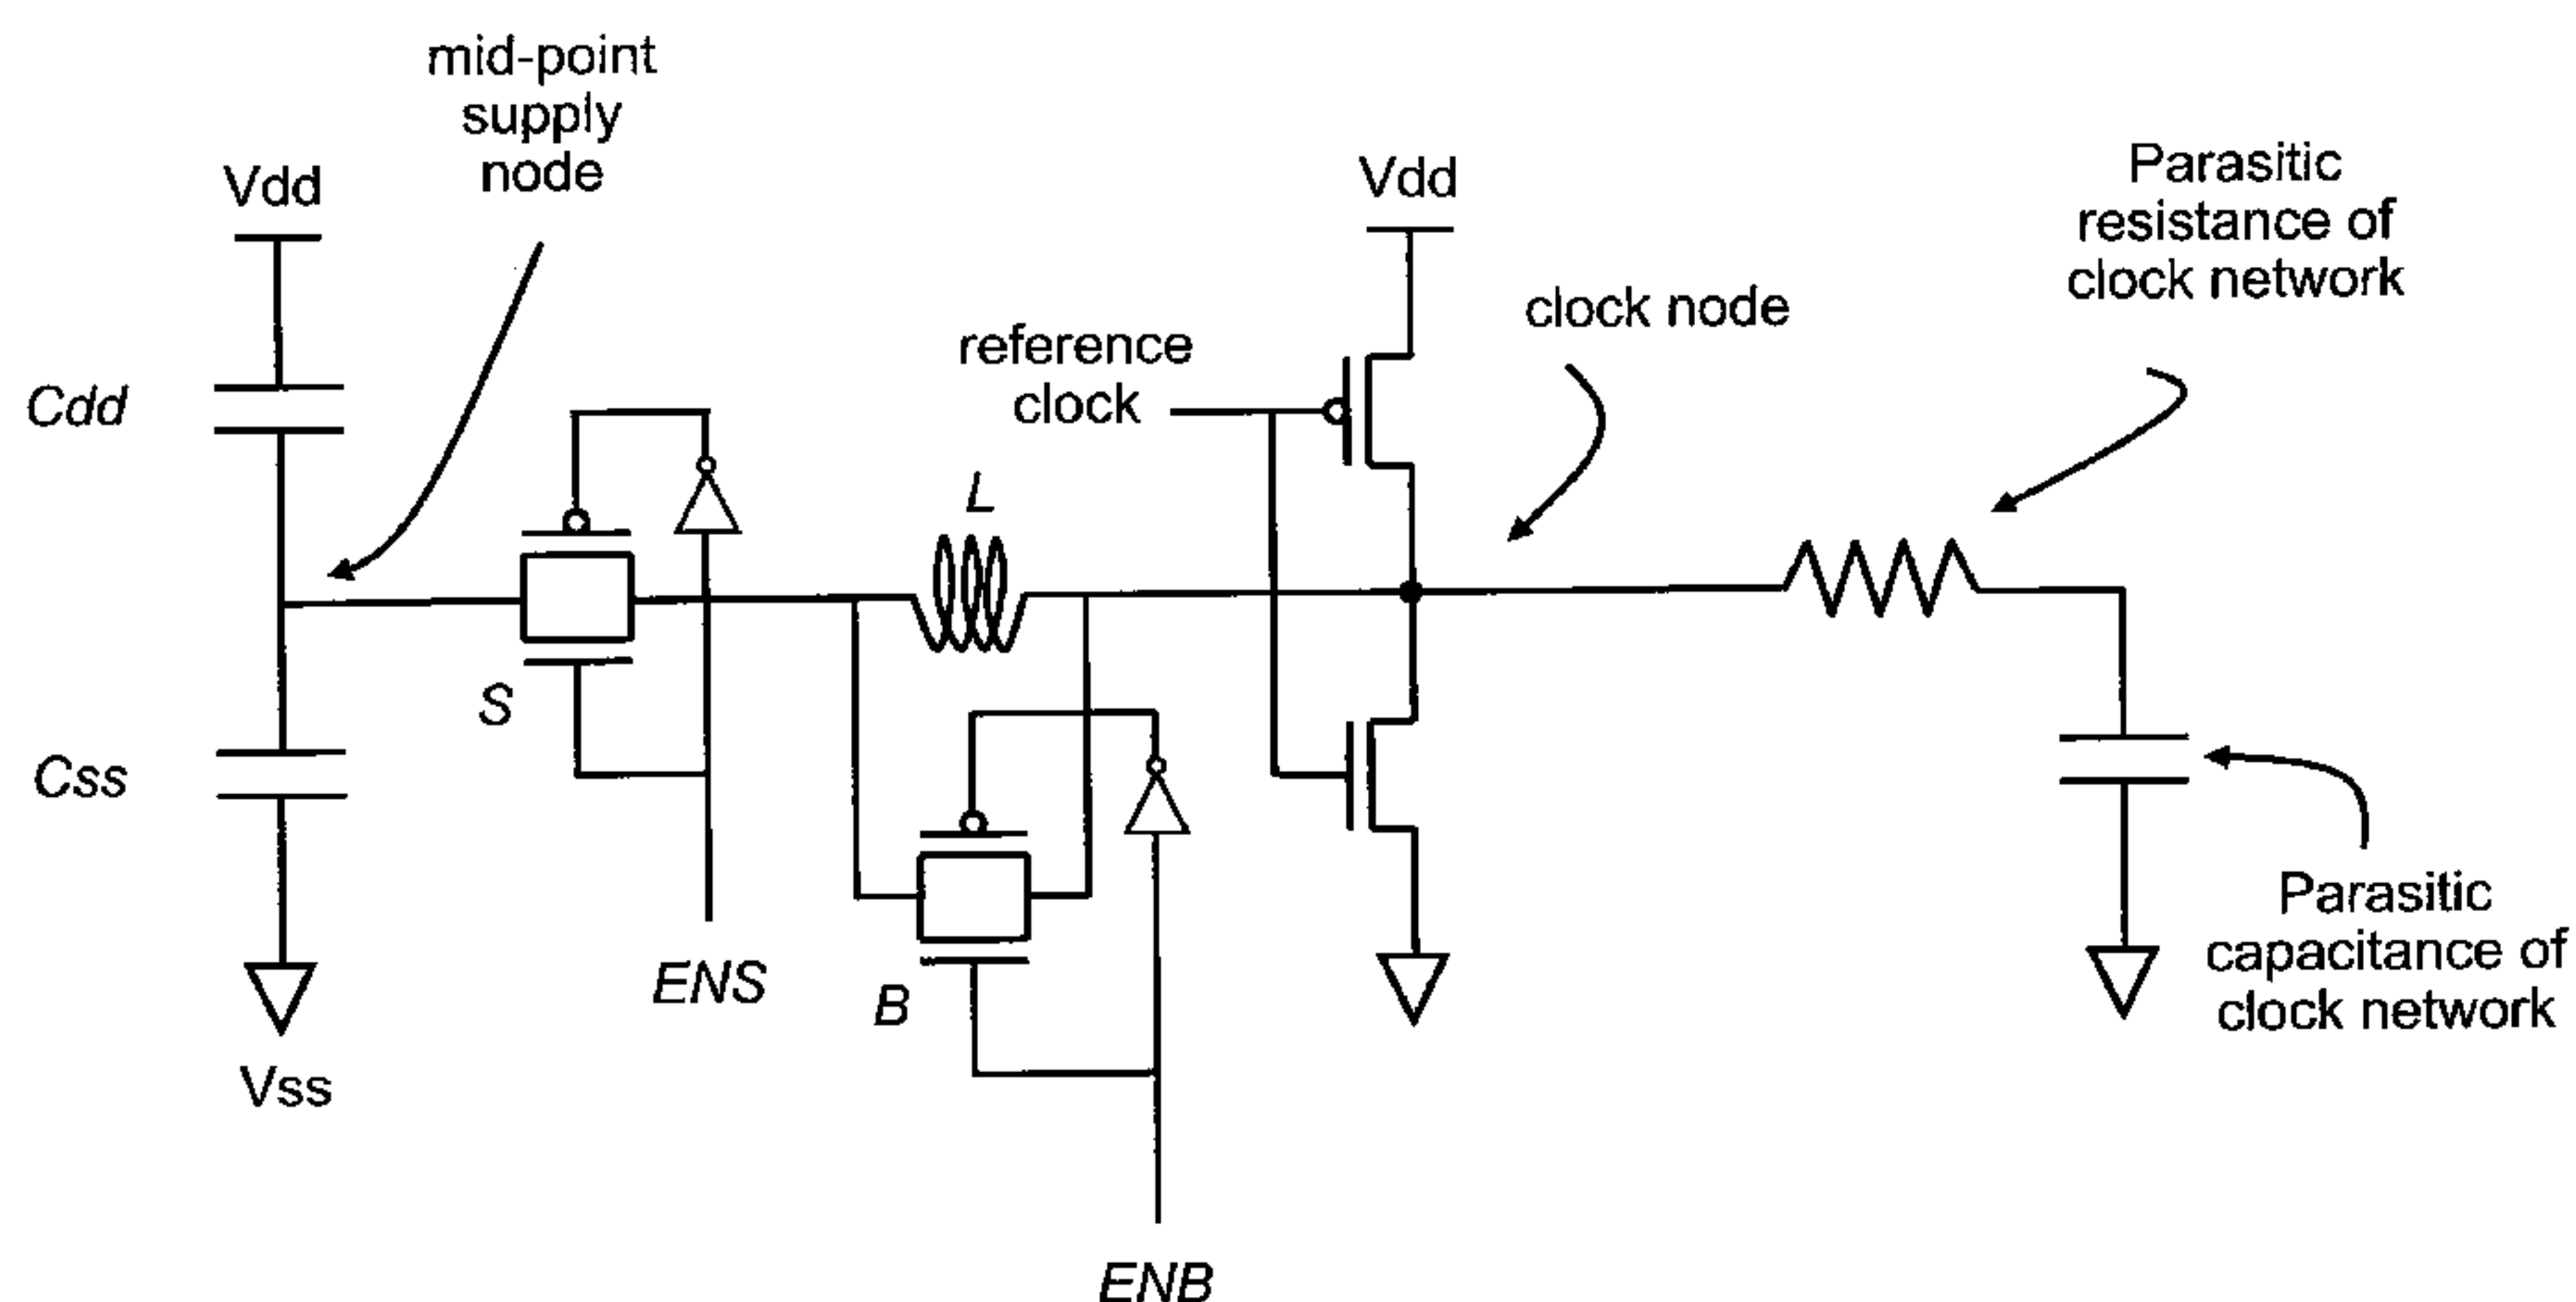 mid-point
supply
node
Vdd
Cdd
Css
Vss
S
ENS
L
B
ENB
reference
clock
Vdd
clock node
Parasitic
resistance of
clock network
Parasitic
capacitance of
clock network